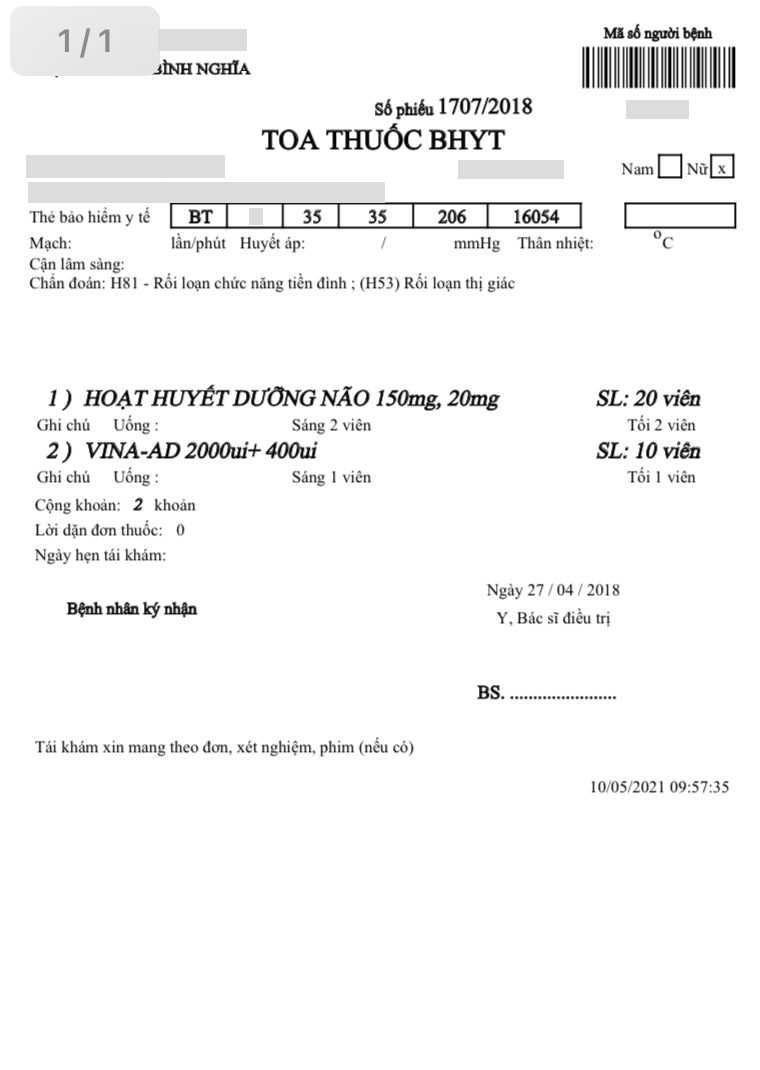 1/1
Mã số người bệnh
BÌNH NGHĨA
Số phiếu 1707/2018
TOA THUỐC BHYT
Nam Nữ x
Thẻ bảo hiểm y tế BT 35 35 206 16054
Mạch: lần/phút Huyết áp: / mmHg Thân nhiệt: °C
Cận lâm sàng:
Chẩn đoán: H81 - Rối loạn chức năng tiền đình ; (H53) Rối loạn thị giác
1 ) HOẠT HUYẾT DƯỠNG NÃO 150mg, 20mg SL: 20 viên
Ghi chú Uống : Sáng 2 viên Tối 2 viên
2 ) VINA-AD 2000ui+ 400ui SL: 10 viên
Ghi chú Uống : Sáng 1 viên Tối 1 viên
Cộng khoản: 2 khoản
Lời dặn đơn thuốc: 0
Ngày hẹn tái khám:
Ngày 27 / 04 / 2018
Bệnh nhân ký nhận Y, Bác sĩ điều trị
BS. .......................
Tái khám xin mang theo đơn, xét nghiệm, phim (nếu có)
10/05/2021 09:57:35